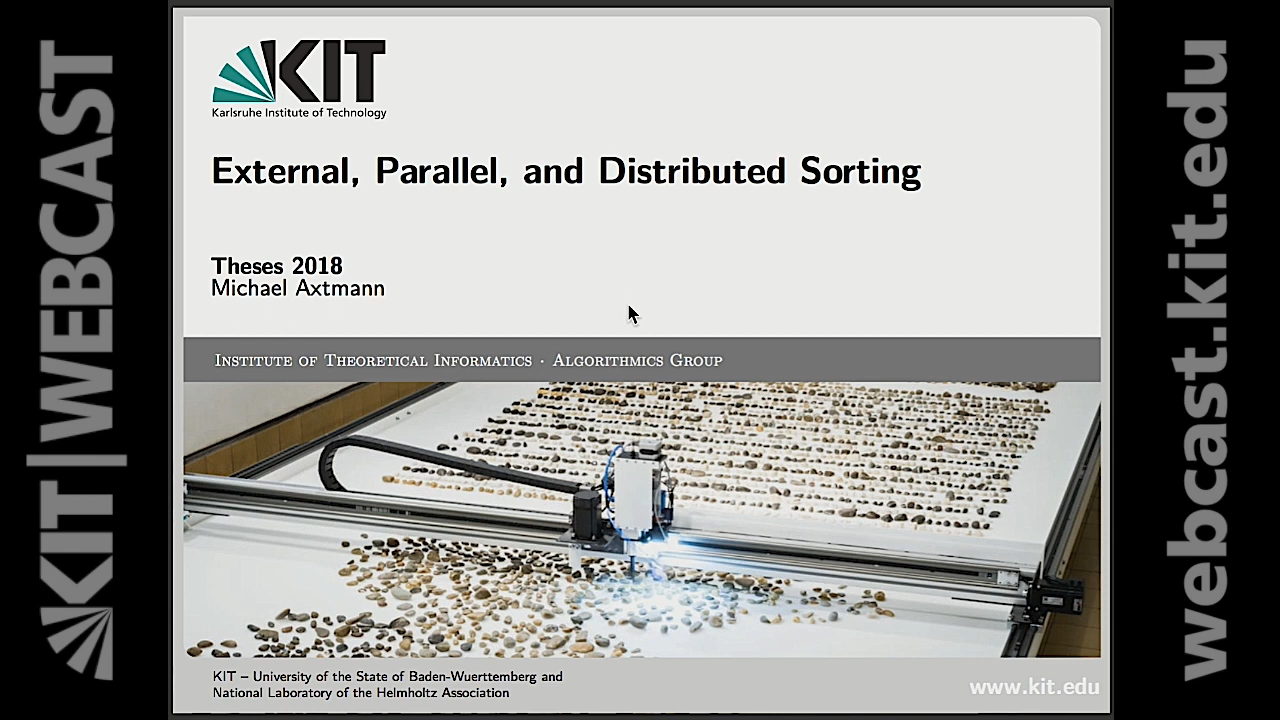 KIT
Karlsruhe Institute of Technology
External, Parallel, and Distributed Sorting
Theses 2018
Michael Axtmann
Institute of Theoretical Informatics · Algorithmics Group
KIT – University of the State of Baden-Wuerttemberg and
National Laboratory of the Helmholtz Association
www.kit.edu
KIT | WEBCAST
webcast.kit.edu